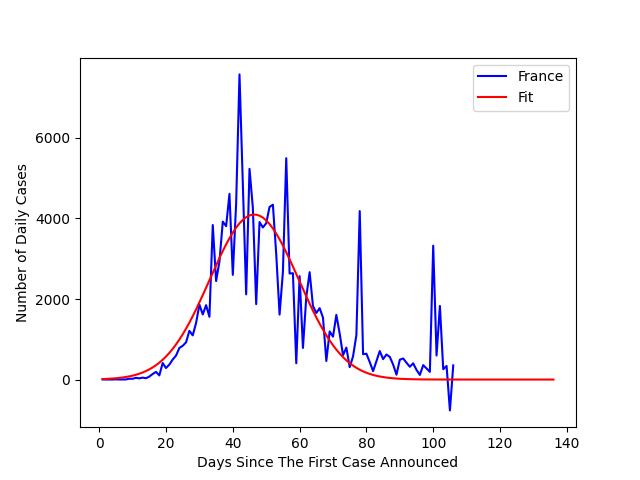 France
Fit
Number of Daily Cases
6000
4000
2000
0
0 20 40 60 80 100 120 140
Days Since The First Case Announced